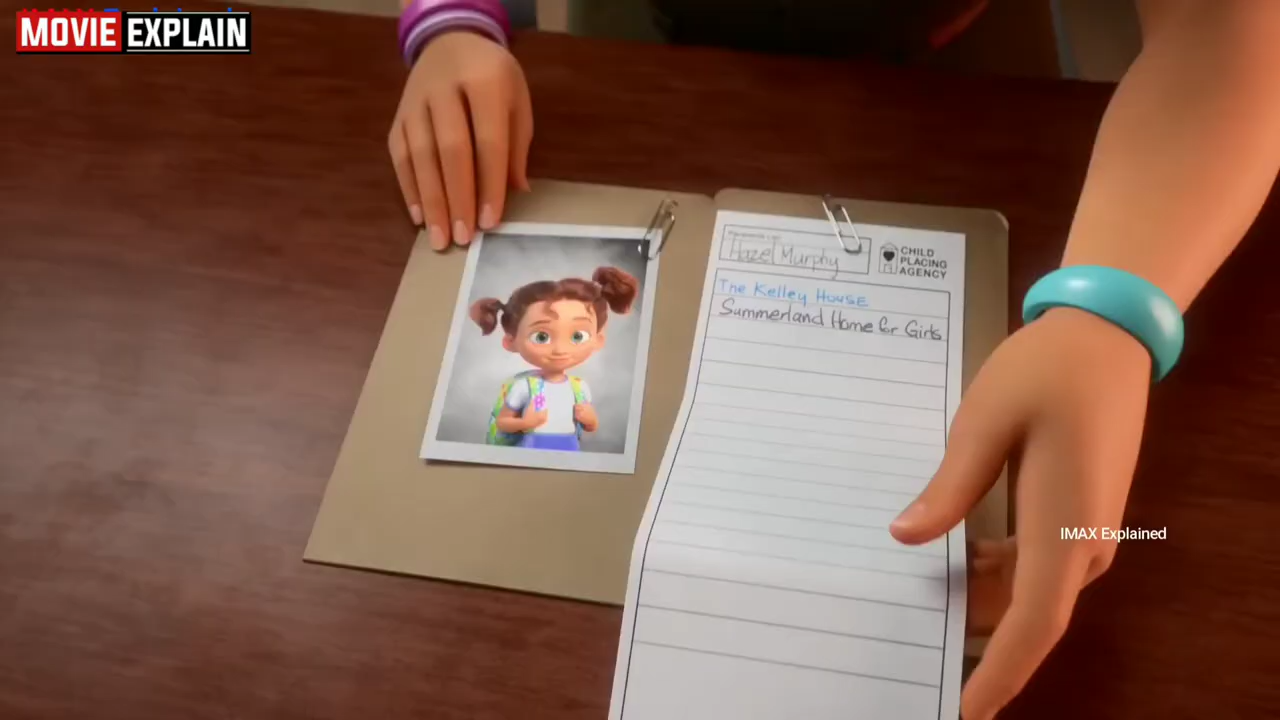 MOVIE EXPLAIN
Hazel Murphy
CHILD
PLACING
AGENCY
The Kelley House
Summerland Home for Girls
IMAX Explained